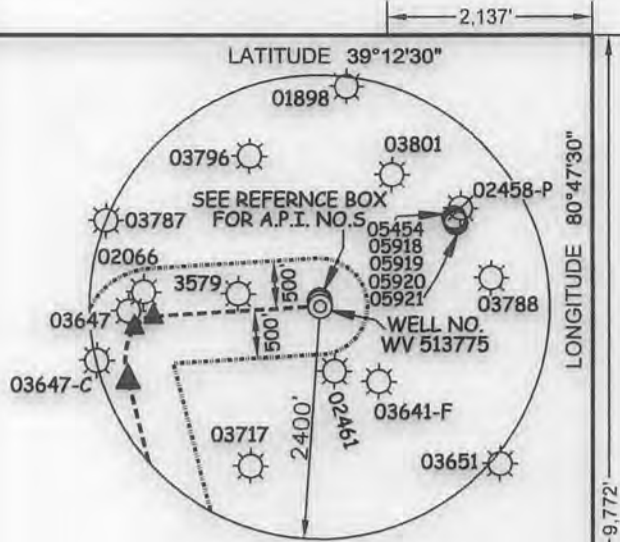 2,137'
LATITUDE 39°12'30"
01898
03796
03801
SEE REFERNCE BOX
FOR A.P.I. NO.S
02458-P
05454
05918
05919
05920
05921
03787
02066
3579
500'
500'
03647
03788
LONGITUDE 80°47'30"
WELL NO.
WV 513775
03647-C
02461
03641-F
03717
2400'
03651
9,772'